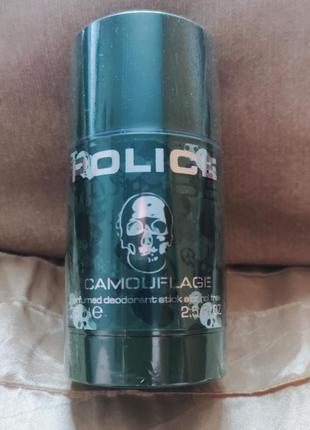 POLICE
CAMOUFLAGE
perfumed deodorant stick alcohol free
℮ 2.5